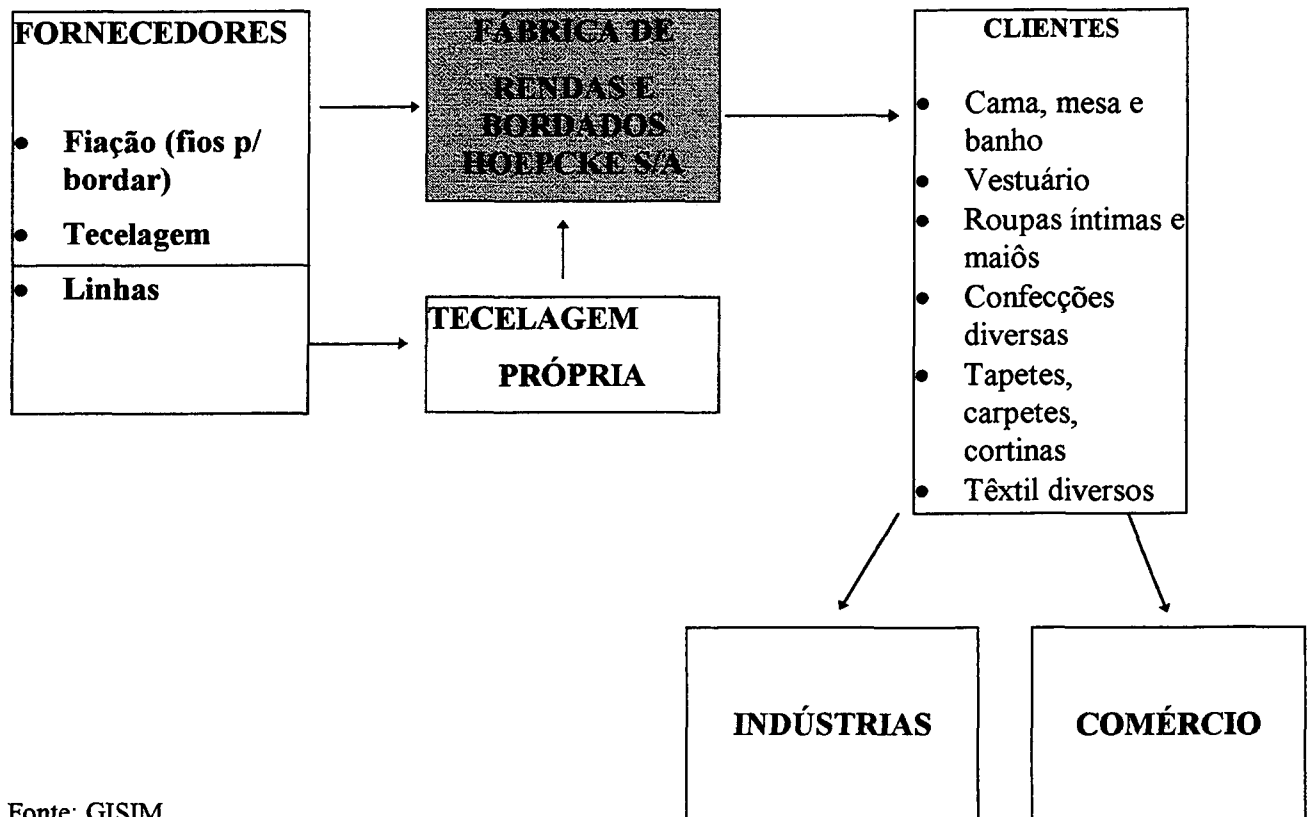 FORNECEDORES
• Fiação (fios p/
bordar)
• Tecelagem
• Linhas
FÁBRICA DE
RENDAS E
BORDADOS
HOEPCKE S/A
TECELAGEM
PRÓPRIA
CLIENTES
• Cama, mesa e
banho
• Vestuário
• Roupas íntimas e
maiôs
• Confecções
diversas
• Tapetes,
carpetes,
cortinas
• Têxtil diversos
INDÚSTRIAS
COMÉRCIO
Fonte: GISIM